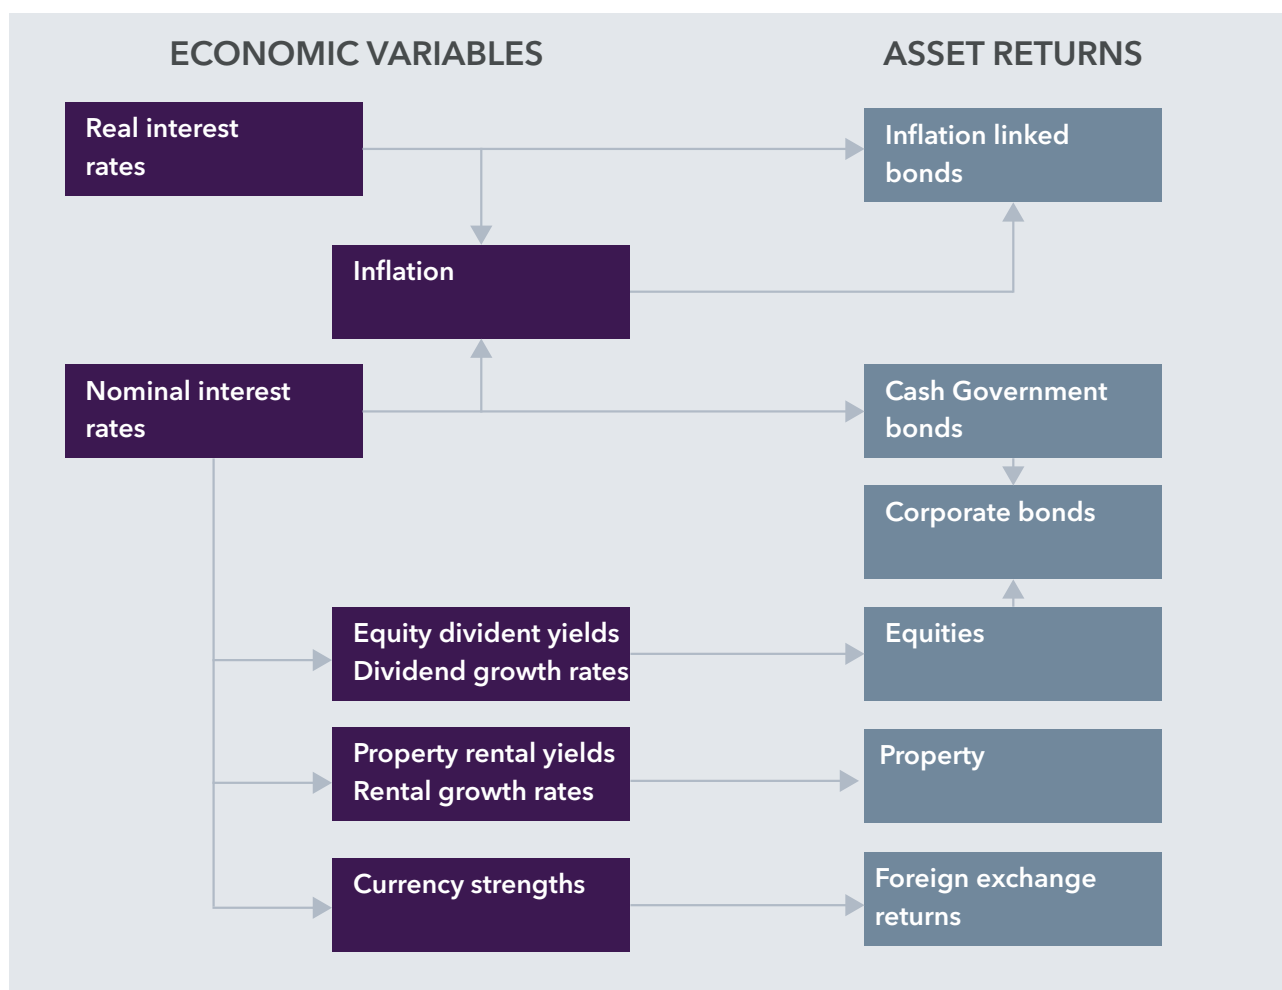 ECONOMIC VARIABLES
ASSET RETURNS
Real interest
rates
Inflation linked
bonds
Inflation
Nominal interest
rates
Cash Government
bonds
Corporate bonds
Equity divident yields
Dividend growth rates
Equities
Property rental yields
Rental growth rates
Property
Currency strengths
Foreign exchange
returns